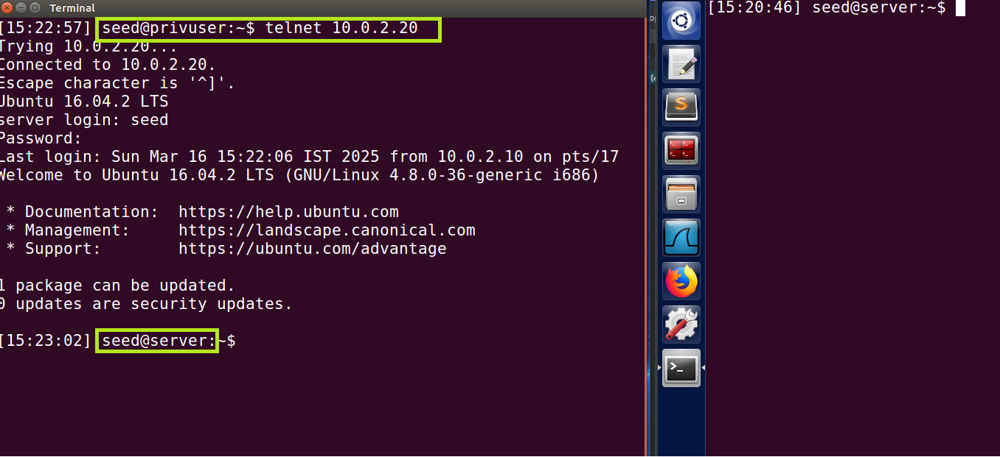 Terminal
[15:22:57] seed@privuser:~$ telnet 10.0.2.20
Trying 10.0.2.20...
Connected to 10.0.2.20.
Escape character is '^]'.
Ubuntu 16.04.2 LTS
server login: seed
Password:
Last login: Sun Mar 16 15:22:06 IST 2025 from 10.0.2.10 on pts/17
Welcome to Ubuntu 16.04.2 LTS (GNU/Linux 4.8.0-36-generic i686)
* Documentation: https://help.ubuntu.com
* Management: https://landscape.canonical.com
* Support: https://ubuntu.com/advantage
1 package can be updated.
0 updates are security updates.
[15:23:02] seed@server:~$
[15:20:46] seed@server:~$